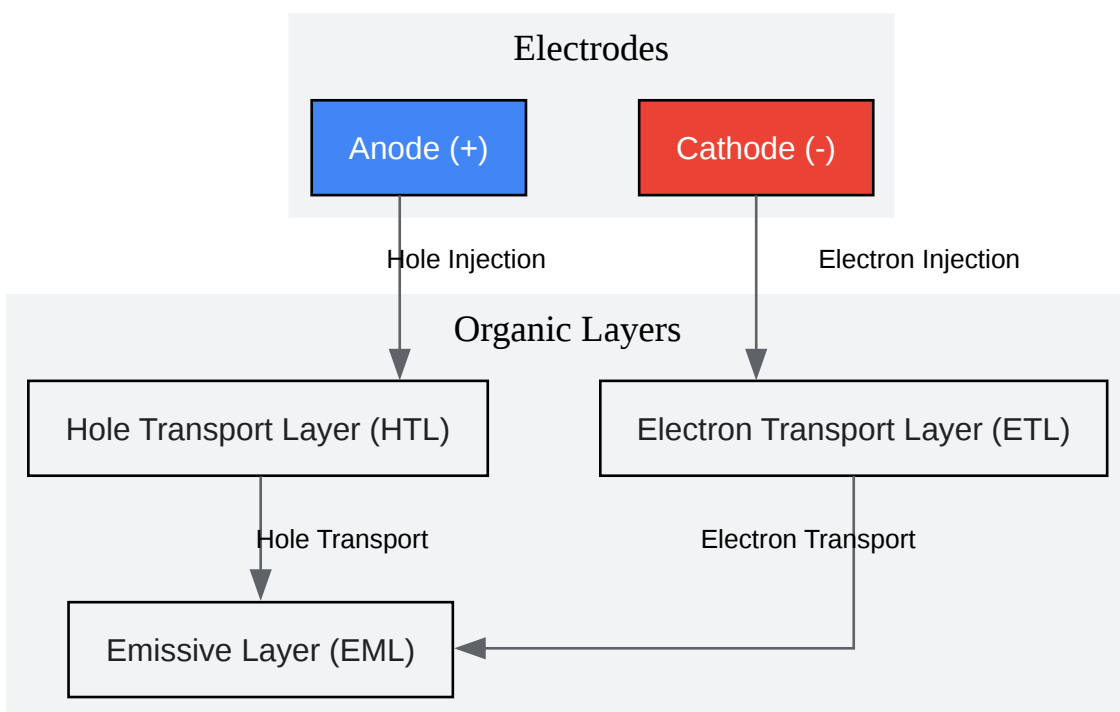 Electrodes
Anode (+)
Cathode (-)
Hole Injection
Electron Injection
Organic Layers
Hole Transport Layer (HTL)
Electron Transport Layer (ETL)
Hole Transport
Electron Transport
Emissive Layer (EML)